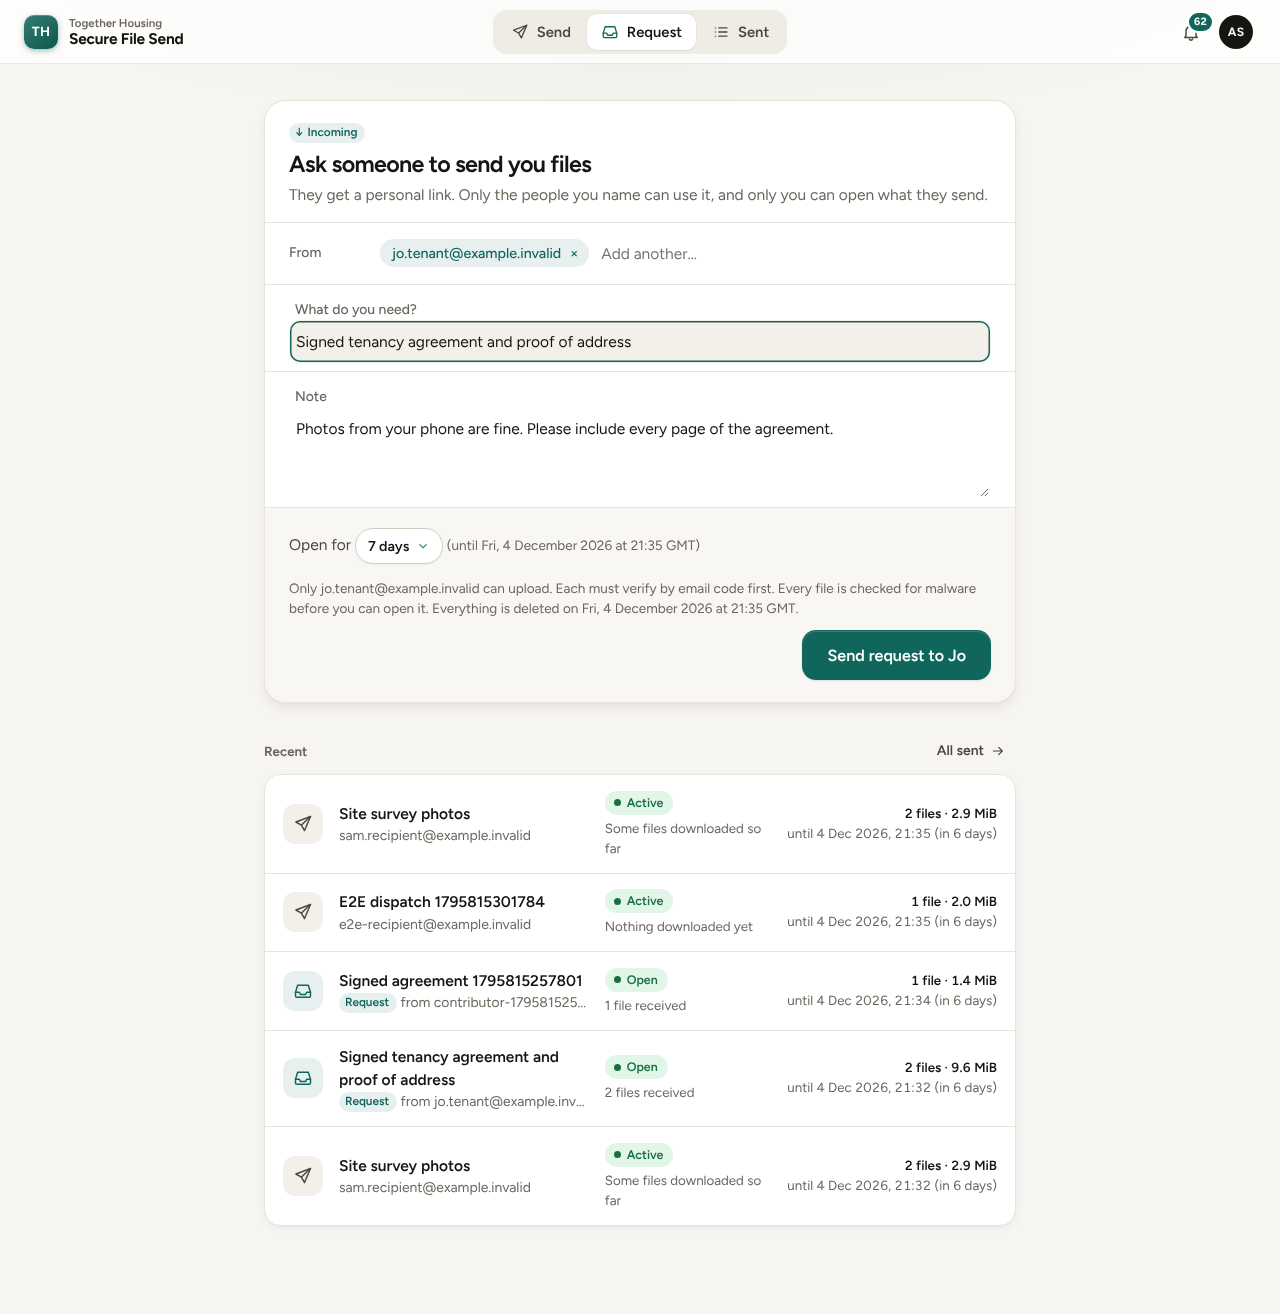 TH
Together Housing
Secure File Send
Send
Request
Sent
62
AS
↓ Incoming
Ask someone to send you files
They get a personal link. Only the people you name can use it, and only you can open what they send.
From
jo.tenant@example.invalid ×
Add another...
What do you need?
Signed tenancy agreement and proof of address
Note
Photos from your phone are fine. Please include every page of the agreement.
Open for 7 days (until Fri, 4 December 2026 at 21:35 GMT)
Only jo.tenant@example.invalid can upload. Each must verify by email code first. Every file is checked for malware
before you can open it. Everything is deleted on Fri, 4 December 2026 at 21:35 GMT.
Send request to Jo
Recent
All sent →
Site survey photos
sam.recipient@example.invalid
Active
Some files downloaded so
far
2 files · 2.9 MiB
until 4 Dec 2026, 21:35 (in 6 days)
E2E dispatch 1795815301784
e2e-recipient@example.invalid
Active
Nothing downloaded yet
1 file · 2.0 MiB
until 4 Dec 2026, 21:35 (in 6 days)
Signed agreement 1795815257801
Request from contributor-179581525...
Open
1 file received
1 file · 1.4 MiB
until 4 Dec 2026, 21:34 (in 6 days)
Signed tenancy agreement and
proof of address
Request from jo.tenant@example.inv...
Open
2 files received
2 files · 9.6 MiB
until 4 Dec 2026, 21:32 (in 6 days)
Site survey photos
sam.recipient@example.invalid
Active
Some files downloaded so
far
2 files · 2.9 MiB
until 4 Dec 2026, 21:32 (in 6 days)